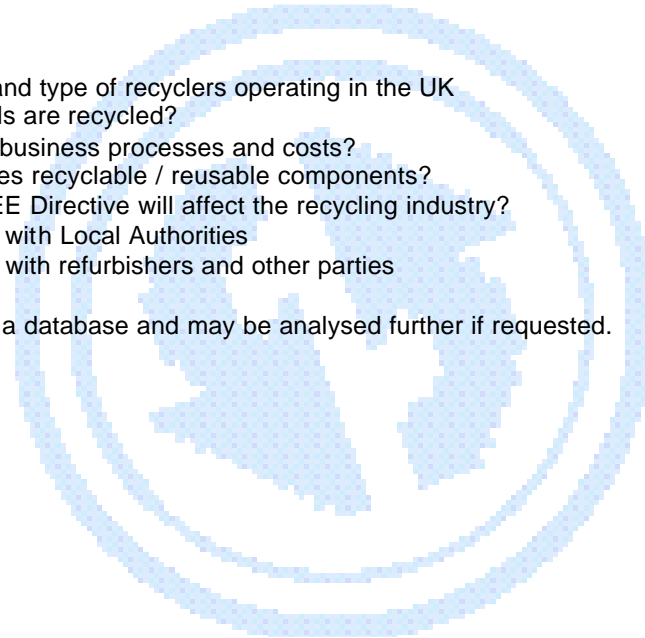 and type of recyclers operating in the UK
ls are recycled?
business processes and costs?
es recyclable / reusable components?
EE Directive will affect the recycling industry?
with Local Authorities
with refurbishers and other parties
a database and may be analysed further if requested.